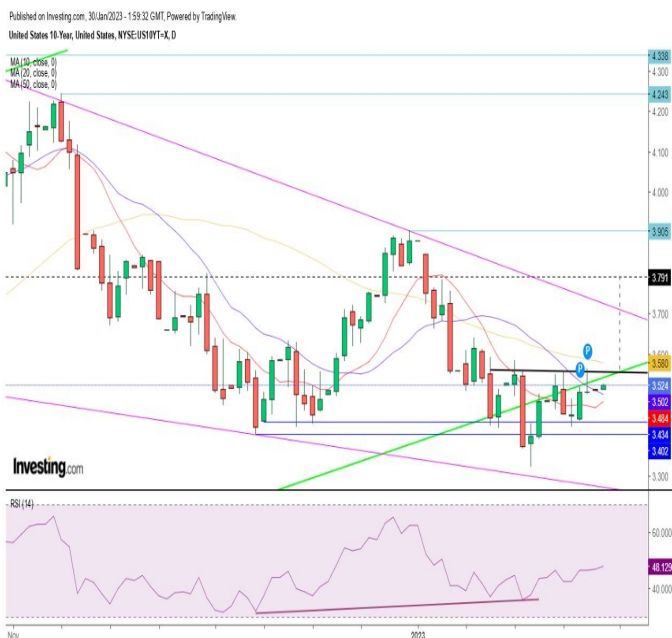 Published on Investing.com, 30/Jan/2023 - 1:59:32 GMT, Powered by TradingView.
United States 10-Year, United States, NYSE:US10YT=X, D
MA (10, close, 0)
MA (20, close, 0)
MA (50, close, 0)
4.338
4.300
4.243
4.200
4.100
4.000
3.905
3.791
3.700
3.600
3.580
3.524
3.502
3.484
3.434
3.402
3.300
P
P
Investing.com
RSI (14)
60.000
48.129
40.000
Nov
2023